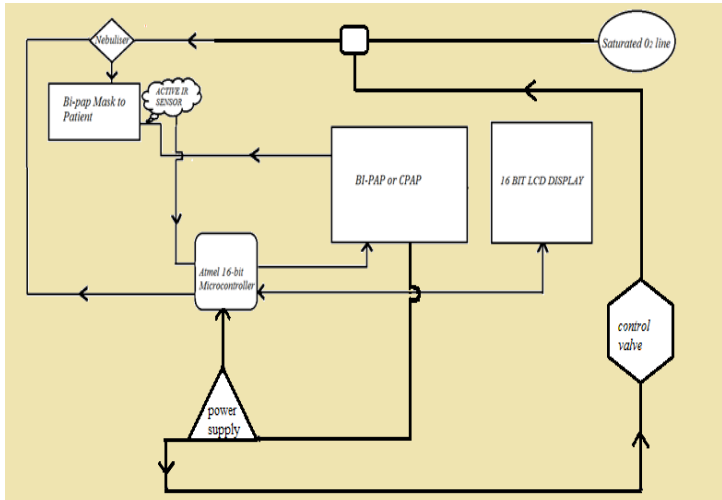 Nebuliser
Saturated 02 line
Bi-pap Mask to
Patient
ACTIVE IR
SENSOR
BI-PAP or CPAP
16 BIT LCD DISPLAY
Atmel 16-bit
Microcontroller
control
valve
power
supply